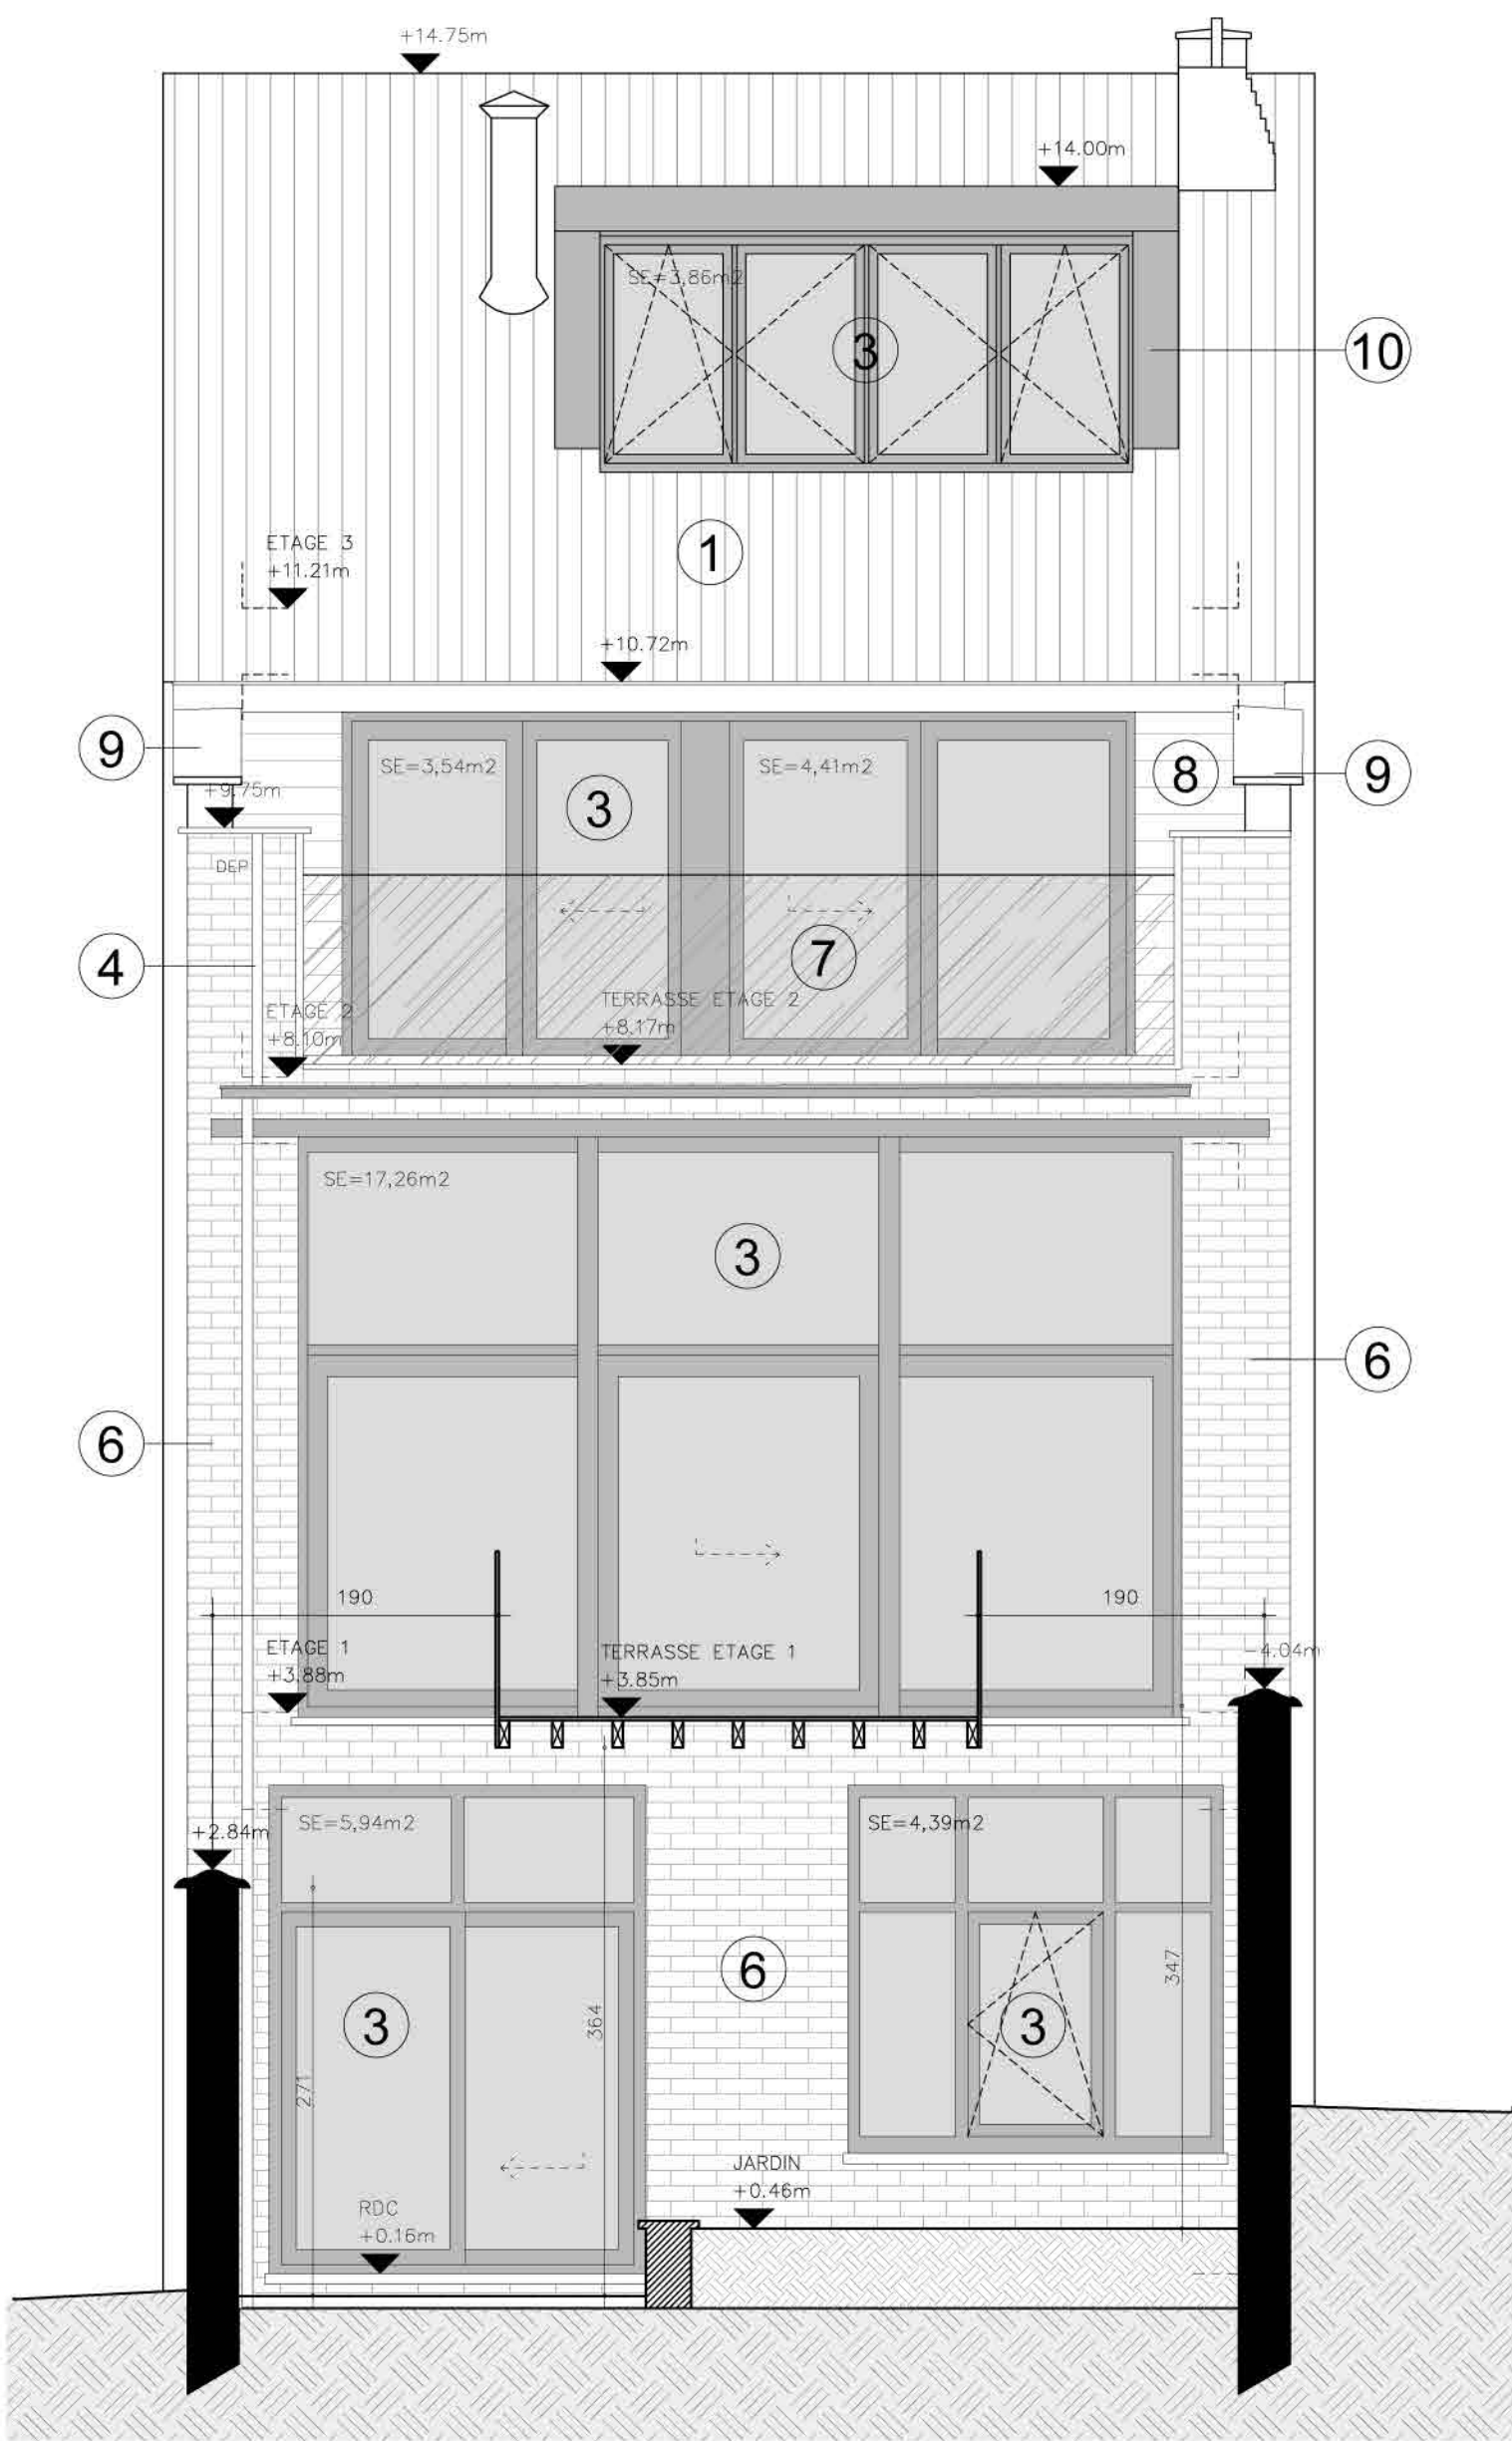 +14.75m
+14.00m
SE=3,86m2
3
10
1
ETAGE 3
+11.21m
+10.72m
9
SE=3,54m2
SE=4,41m2
3
8
9
+9.75m
DEP
4
7
ETAGE 2
+8.10m
TERRASSE ETAGE 2
+8.17m
SE=17,26m2
3
6
6
190
190
ETAGE 1
+3.88m
TERRASSE ETAGE 1
+3.85m
-4.04m
+2.84m
SE=5,94m2
SE=4,39m2
6
3
3
364
347
271
JARDIN
+0.46m
RDC
+0.16m